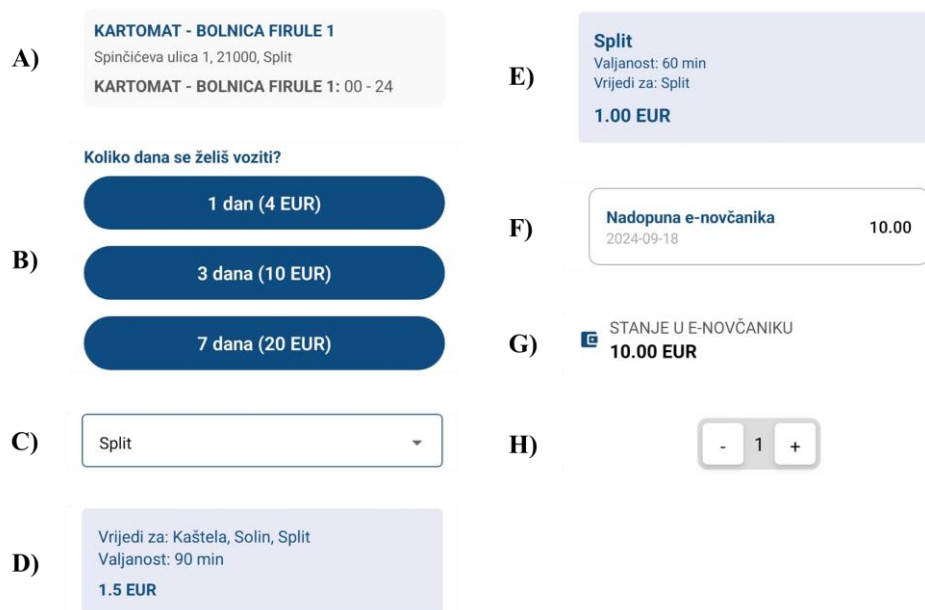 A)
KARTOMAT - BOLNICA FIRULE 1
Spinčićeva ulica 1, 21000, Split
KARTOMAT - BOLNICA FIRULE 1: 00 - 24
B)
Koliko dana se želiš voziti?
1 dan (4 EUR)
3 dana (10 EUR)
7 dana (20 EUR)
C)
Split
D)
Vrijedi za: Kaštela, Solin, Split
Valjanost: 90 min
1.5 EUR
E)
Split
Valjanost: 60 min
Vrijedi za: Split
1.00 EUR
F)
Nadopuna e-novčanika 10.00
2024-09-18
G)
STANJE U E-NOVČANIKU
10.00 EUR
H)
- 1 +